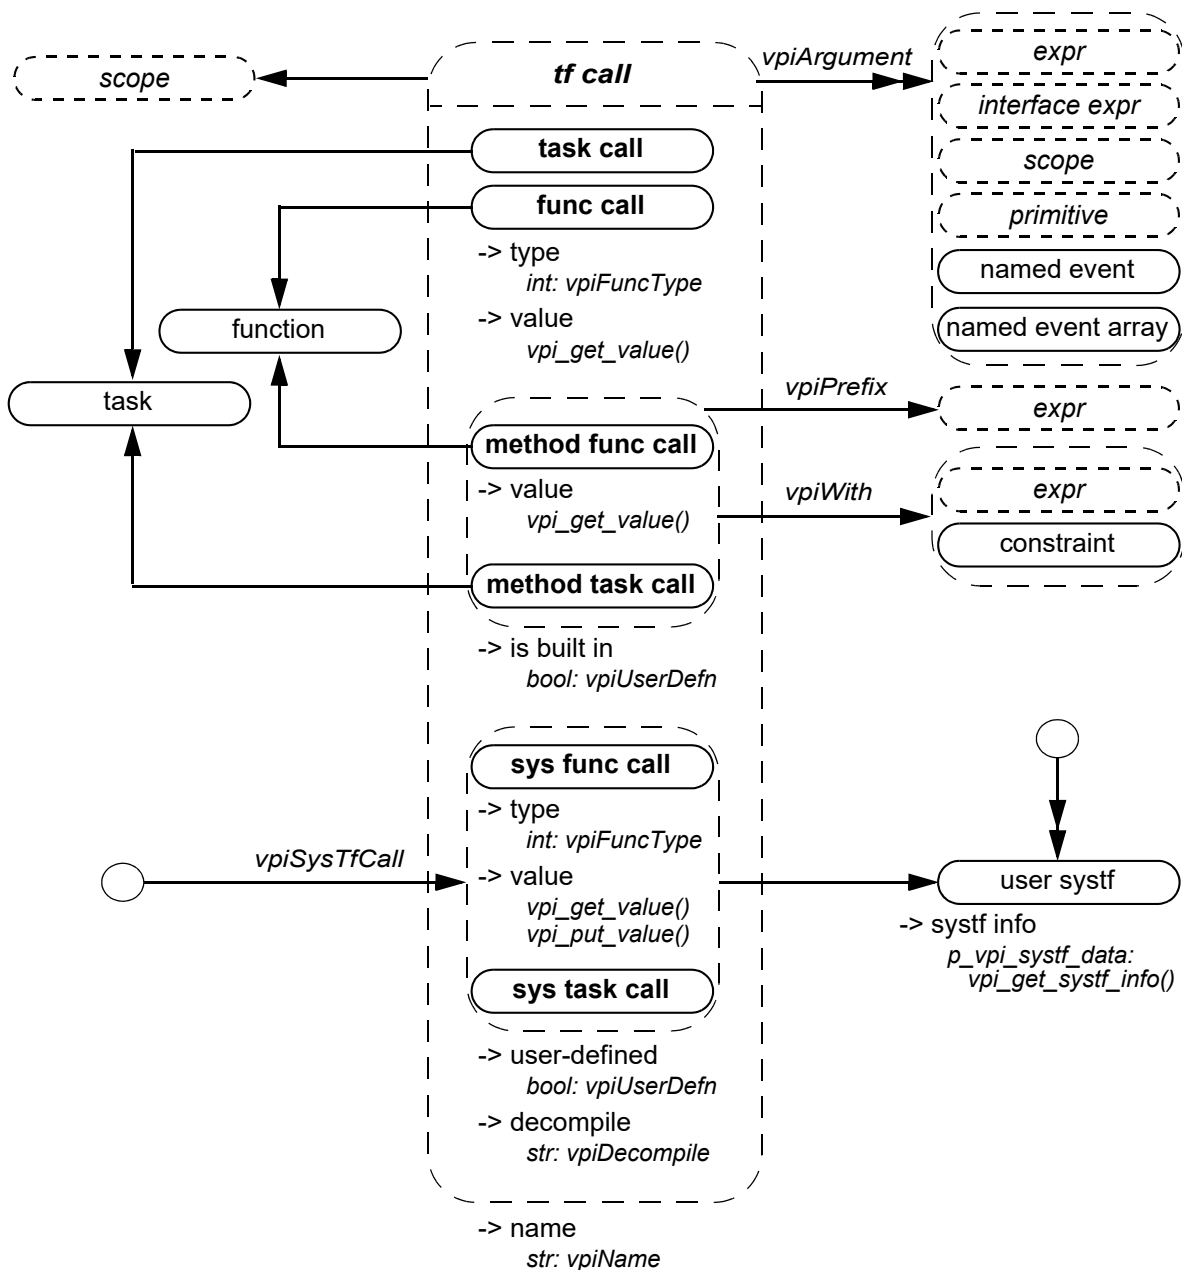 scope
tf call
vpiArgument
expr
interface expr
scope
primitive
named event
named event array
task call
func call
-> type
int: vpiFuncType
-> value
vpi_get_value()
function
task
vpiPrefix
expr
method func call
-> value
vpi_get_value()
vpiWith
expr
constraint
method task call
-> is built in
bool: vpiUserDefn
sys func call
-> type
int: vpiFuncType
vpiSysTfCall
-> value
vpi_get_value()
vpi_put_value()
user systf
-> systf info
p_vpi_systf_data:
vpi_get_systf_info()
sys task call
-> user-defined
bool: vpiUserDefn
-> decompile
str: vpiDecompile
-> name
str: vpiName